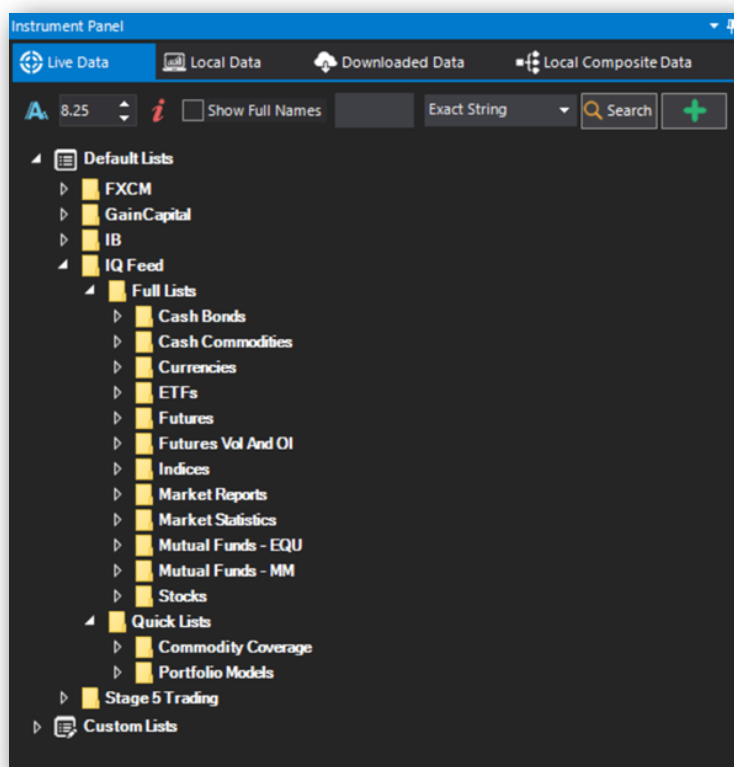 Instrument Panel
Live Data Local Data Downloaded Data Local Composite Data
8.25 Show Full Names Exact String Search
Default Lists
FXCM
GainCapital
IB
IQ Feed
Full Lists
Cash Bonds
Cash Commodities
Currencies
ETFs
Futures
Futures Vol And OI
Indices
Market Reports
Market Statistics
Mutual Funds - EQU
Mutual Funds - MM
Stocks
Quick Lists
Commodity Coverage
Portfolio Models
Stage 5 Trading
Custom Lists